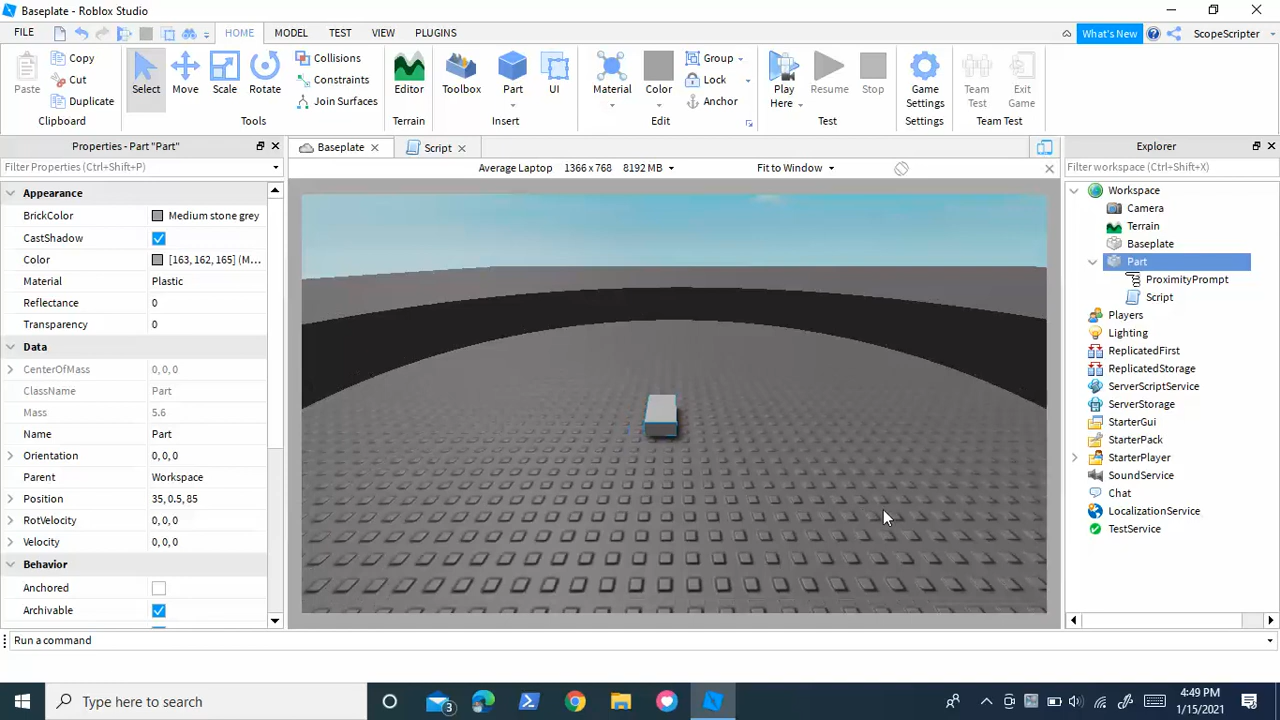 Baseplate - Roblox Studio
FILE HOME MODEL TEST VIEW PLUGINS What's New ScopeScripter
Paste Copy Cut Duplicate Clipboard
Select Move Scale Rotate Collisions Constraints Join Surfaces Tools
Editor Terrain
Toolbox Part UI Insert
Material Color Group Lock Anchor Edit
Play Here Resume Stop Test
Game Settings Settings
Team Test Exit Game Team Test
Properties - Part "Part"
Filter Properties (Ctrl+Shift+P)
Appearance
BrickColor Medium stone grey
CastShadow
Color [163, 162, 165] (M...
Material Plastic
Reflectance 0
Transparency 0
Data
CenterOfMass 0, 0, 0
ClassName Part
Mass 5.6
Name Part
Orientation 0, 0, 0
Parent Workspace
Position 35, 0.5, 85
RotVelocity 0, 0, 0
Velocity 0, 0, 0
Behavior
Anchored
Archivable
Baseplate Script
Average Laptop 1366 x 768 8192 MB Fit to Window
Explorer
Filter workspace (Ctrl+Shift+X)
Workspace
Camera
Terrain
Baseplate
Part
ProximityPrompt
Script
Players
Lighting
ReplicatedFirst
ReplicatedStorage
ServerScriptService
ServerStorage
StarterGui
StarterPack
StarterPlayer
SoundService
Chat
LocalizationService
TestService
Run a command
Type here to search
3
4:49 PM
1/15/2021